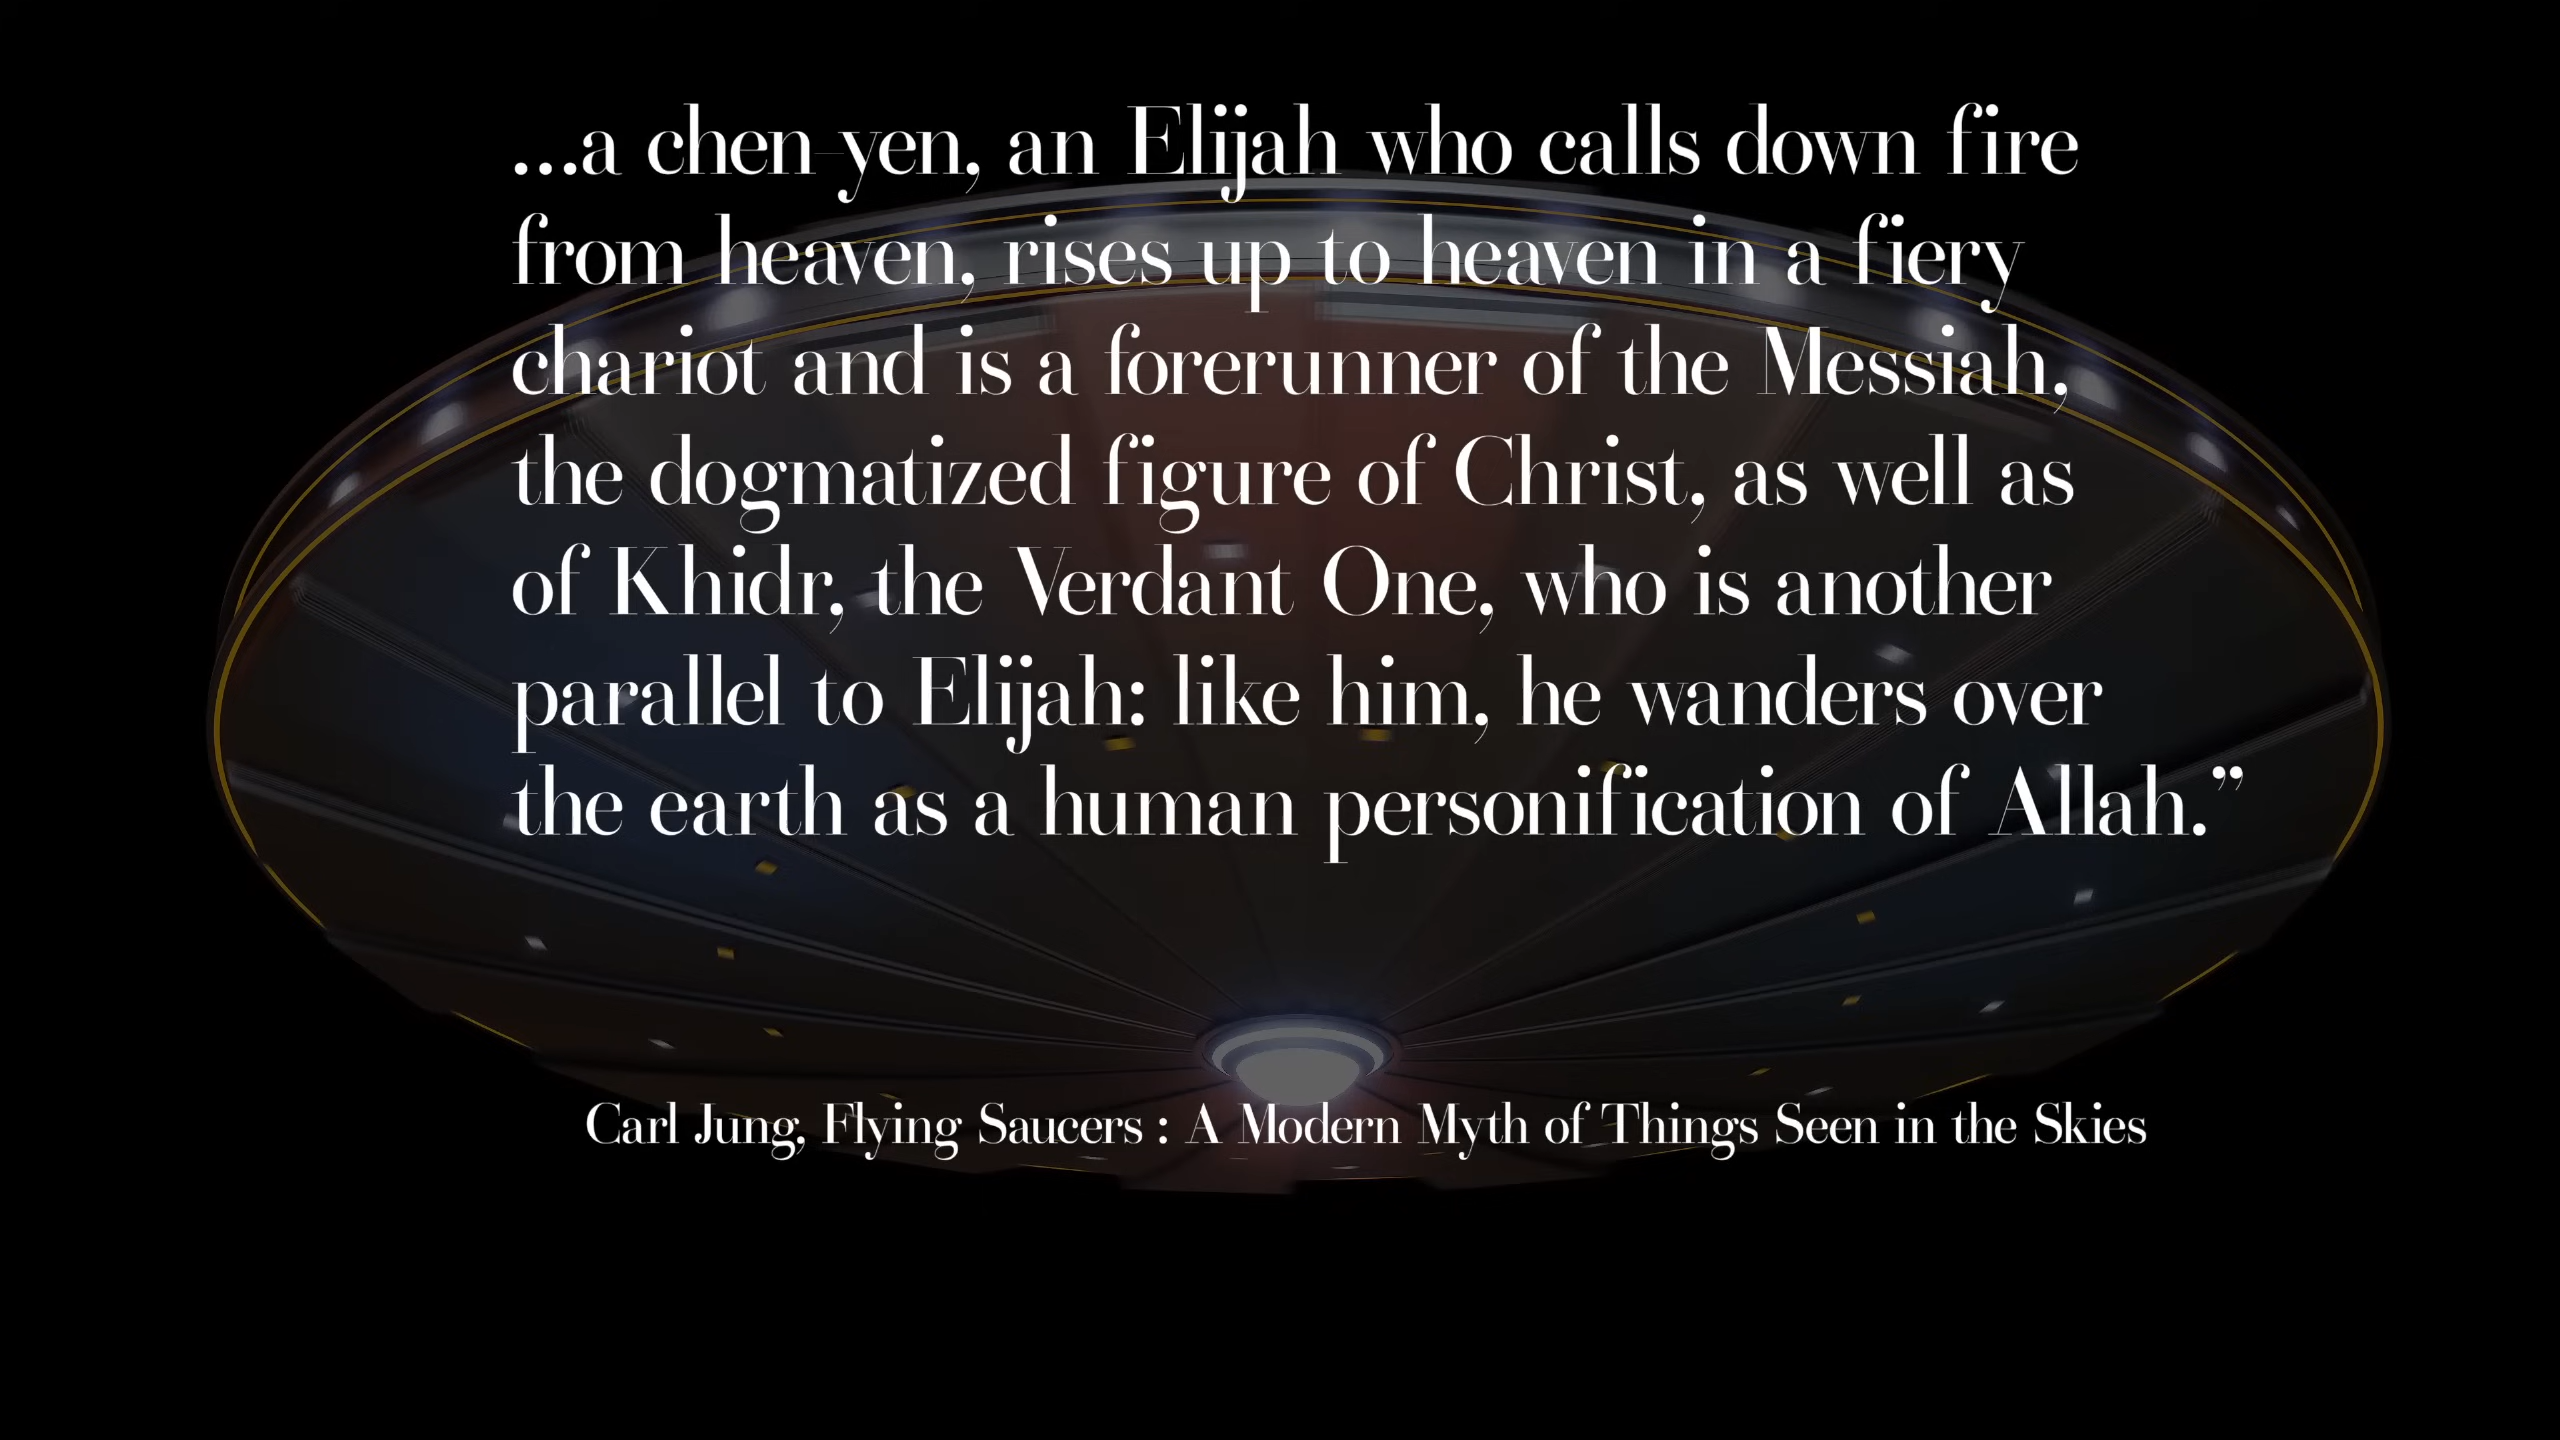 ...a chen-yen, an Elijah who calls down fire
from heaven, rises up to heaven in a fiery
chariot and is a forerunner of the Messiah,
the dogmatized figure of Christ, as well as
of Khidr, the Verdant One, who is another
parallel to Elijah: like him, he wanders over
the earth as a human personification of Allah.”
Carl Jung, Flying Saucers : A Modern Myth of Things Seen in the Skies